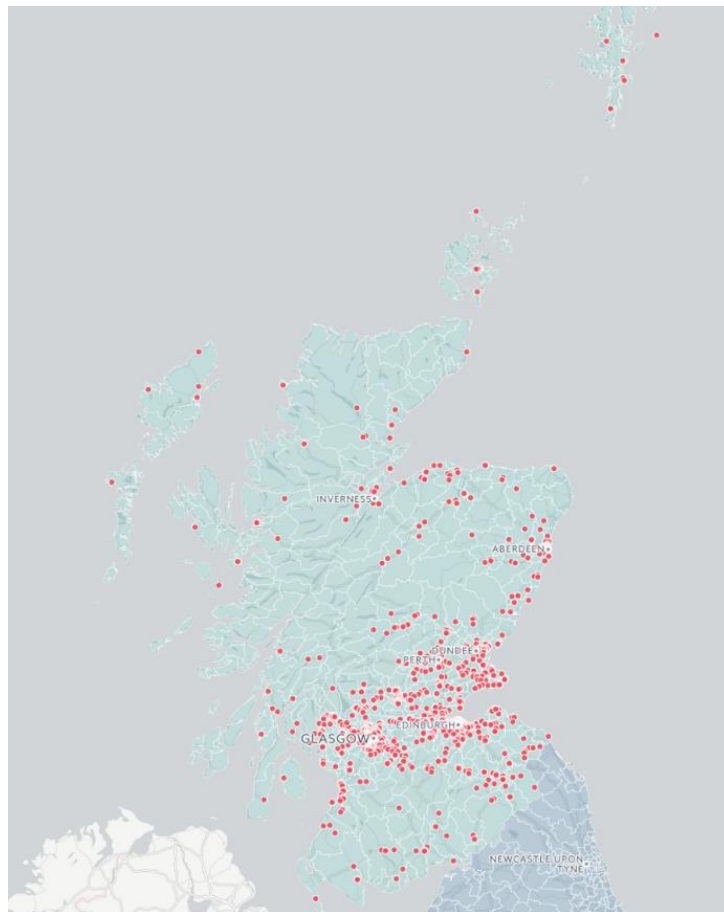 INVERNESS
ABERDEEN
DUNDEE
PERTH
EDINBURGH
GLASGOW
NEWCASTLE UPON
TYNE